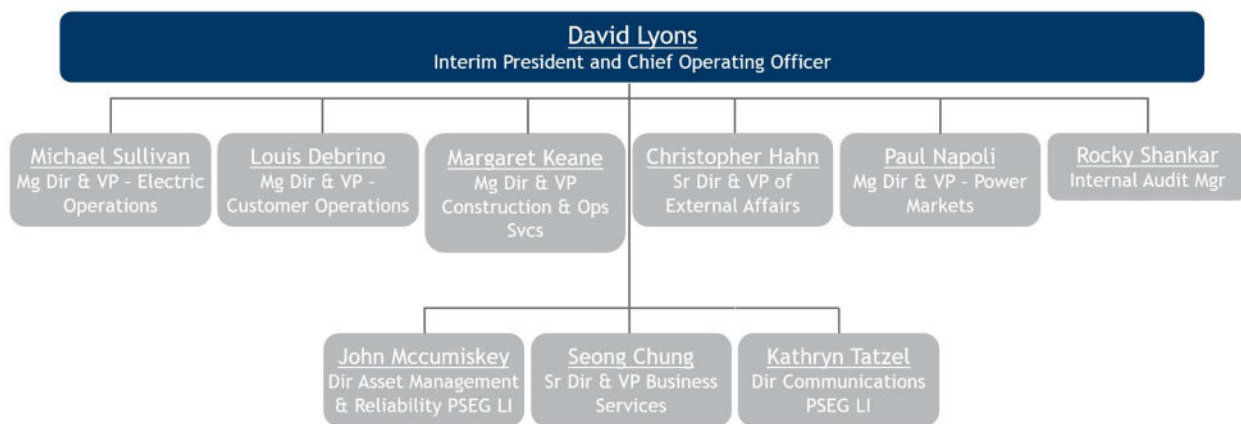 David Lyons
Interim President and Chief Operating Officer
Michael Sullivan
Mg Dir & VP – Electric
Operations
Louis Debrino
Mg Dir & VP –
Customer Operations
Margaret Keane
Mg Dir & VP
Construction & Ops
Svcs
Christopher Hahn
Sr Dir & VP of
External Affairs
Paul Napoli
Mg Dir & VP – Power
Markets
Rocky Shankar
Internal Audit Mgr
John Mccumiskey
Dir Asset Management
& Reliability PSEG LI
Seong Chung
Sr Dir & VP Business
Services
Kathryn Tatzel
Dir Communications
PSEG LI